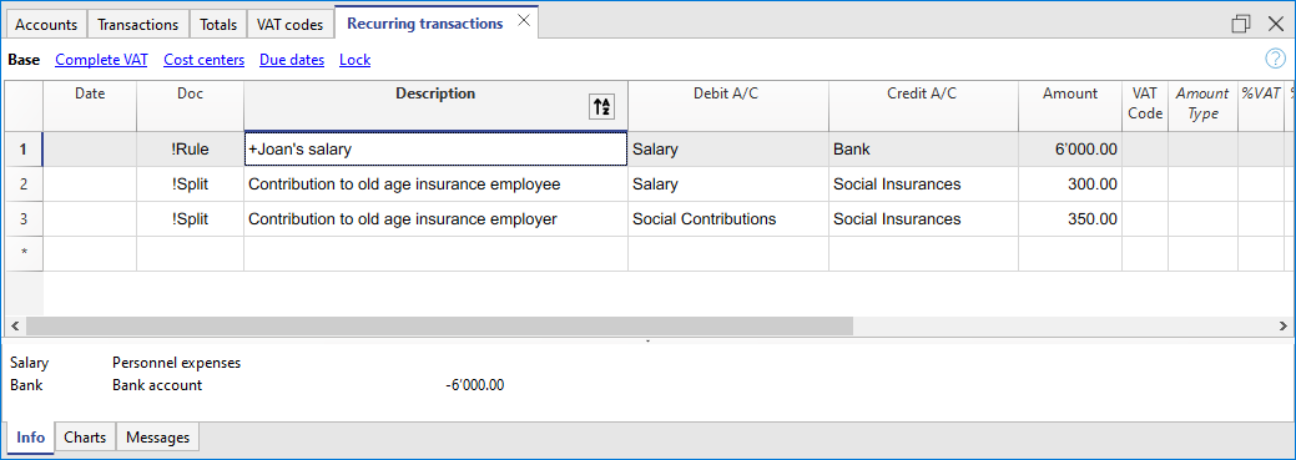 Accounts Transactions Totals VAT codes Recurring transactions
Base Complete VAT Cost centers Due dates Lock ?
Date Doc Description Debit A/C Credit A/C Amount VAT Code Amount Type %VAT
1 !Rule +Joan's salary Salary Bank 6'000.00
2 !Split Contribution to old age insurance employee Salary Social Insurances 300.00
3 !Split Contribution to old age insurance employer Social Contributions Social Insurances 350.00
*
Salary Personnel expenses
Bank Bank account -6'000.00
Info Charts Messages